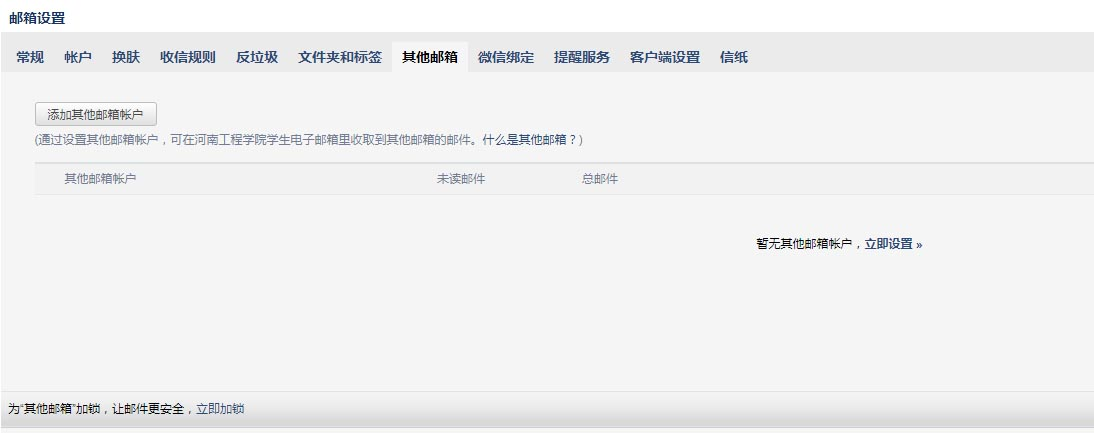 邮箱设置
常规 帐户 换肤 收信规则 反垃圾 文件夹和标签 其他邮箱 微信绑定 提醒服务 客户端设置 信纸
添加其他邮箱帐户
(通过设置其他邮箱帐户，可在河南工程学院学生电子邮箱里收取到其他邮箱的邮件。什么是其他邮箱？)
其他邮箱帐户 未读邮件 总邮件
暂无其他邮箱帐户，立即设置 »
为“其他邮箱”加锁，让邮件更安全，立即加锁